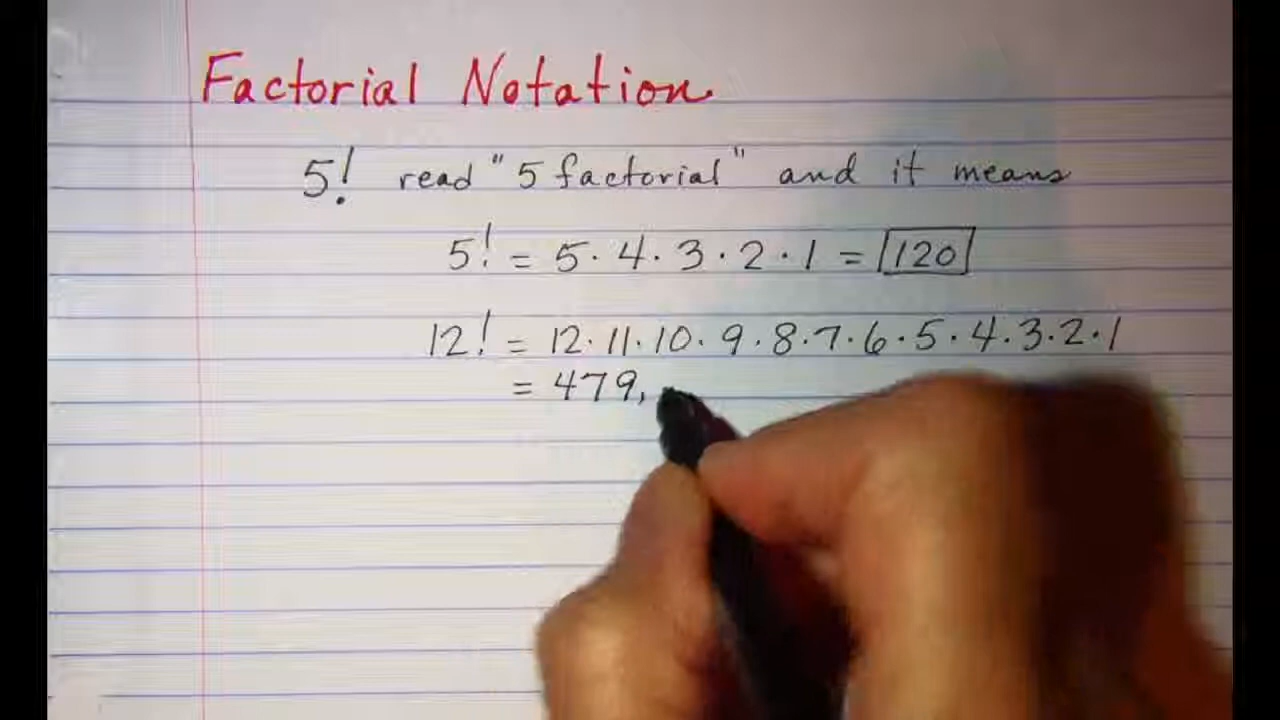 Factorial Notation
5! read "5 factorial" and it means
5! = 5 · 4 · 3 · 2 · 1 = 120
12! = 12 · 11 · 10 · 9 · 8 · 7 · 6 · 5 · 4 · 3 · 2 · 1
= 479,